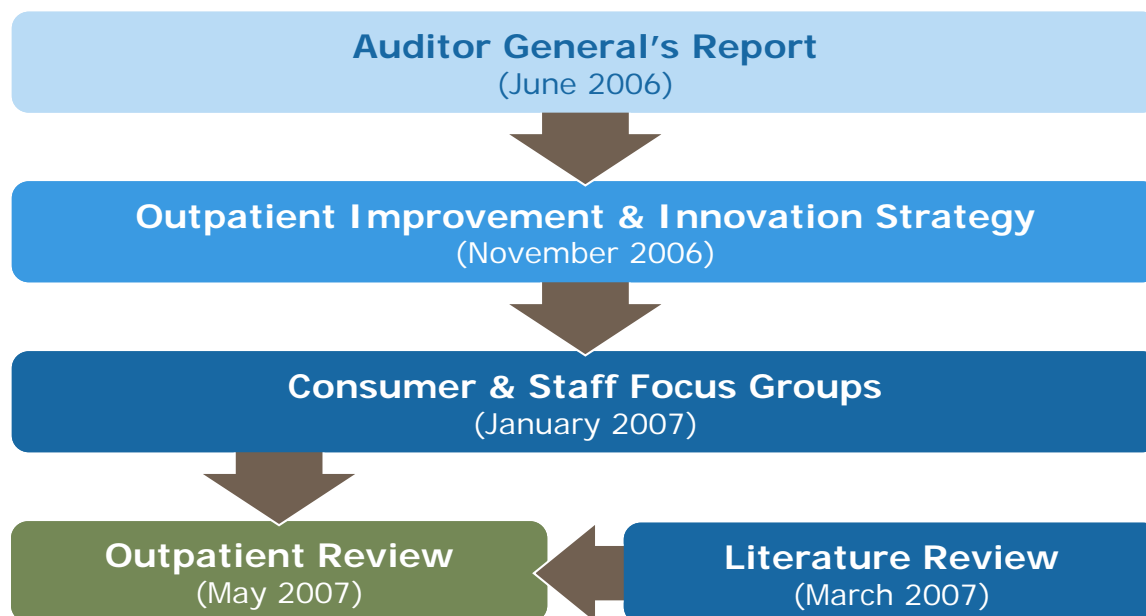 Auditor General’s Report
(June 2006)
Outpatient Improvement & Innovation Strategy
(November 2006)
Consumer & Staff Focus Groups
(January 2007)
Outpatient Review
(May 2007)
Literature Review
(March 2007)